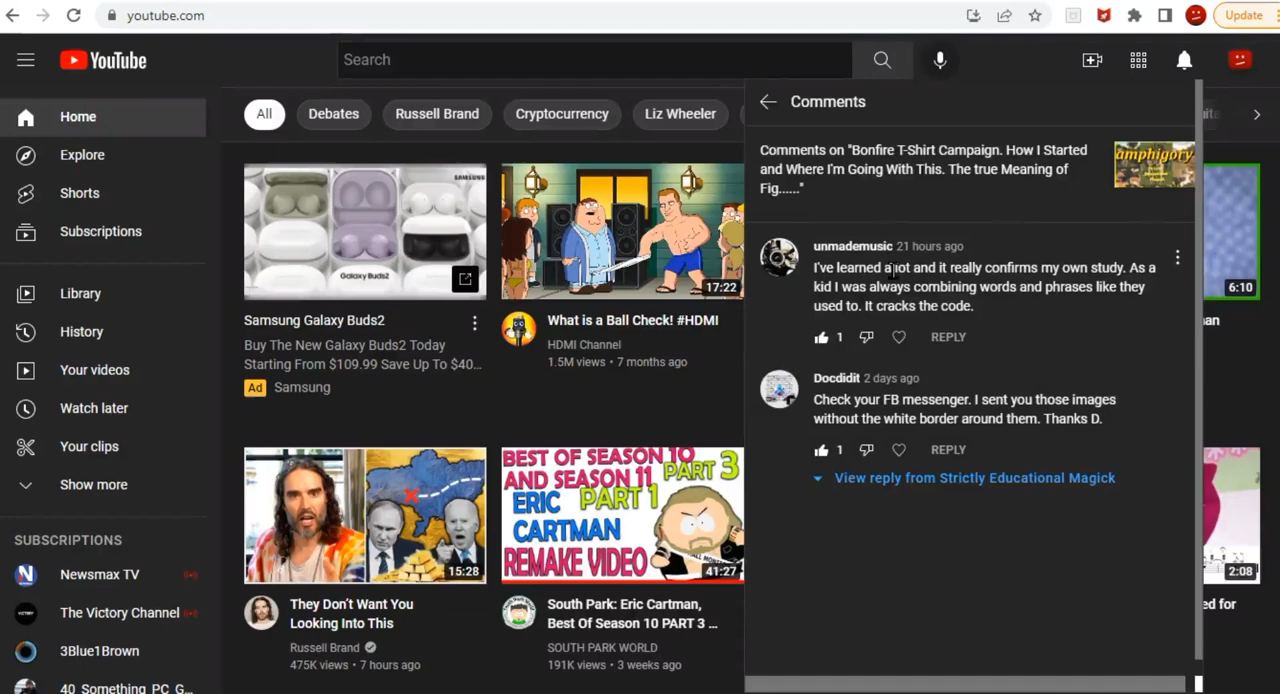 youtube.com
Update
YouTube
Search
Home
Explore
Shorts
Subscriptions
Library
History
Your videos
Watch later
Your clips
Show more
SUBSCRIPTIONS
Newsmax TV
The Victory Channel
3Blue1Brown
40_Something_PC_G...
All
Debates
Russell Brand
Cryptocurrency
Liz Wheeler
SAMSUNG
Galaxy Buds2
Samsung Galaxy Buds2
Buy The New Galaxy Buds2 Today
Starting From $109.99 Save Up To $40...
Ad Samsung
17:22
What is a Ball Check! #HDMI
HDMI Channel
1.5M views • 7 months ago
15:28
They Don't Want You
Looking Into This
Russell Brand
475K views • 7 hours ago
BEST OF SEASON 10
AND SEASON 11 PART 3
ERIC PART 1
CARTMAN
REMAKE VIDEO
41:27
South Park: Eric Cartman,
Best Of Season 10 PART 3 ...
SOUTH PARK WORLD
191K views • 3 weeks ago
Comments
Comments on "Bonfire T-Shirt Campaign. How I Started
and Where I'm Going With This. The true Meaning of
Fig......"
amphigory
unmademusic 21 hours ago
I've learned a lot and it really confirms my own study. As a
kid I was always combining words and phrases like they
used to. It cracks the code.
1 REPLY
Docdidit 2 days ago
Check your FB messenger. I sent you those images
without the white border around them. Thanks D.
1 REPLY
View reply from Strictly Educational Magick
6:10
an
2:08
ed for